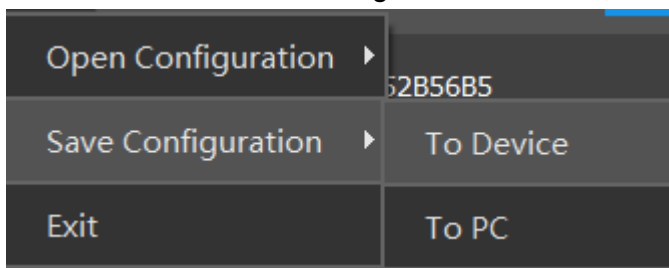 Open Configuration
52B56B5
Save Configuration
To Device
Exit
To PC